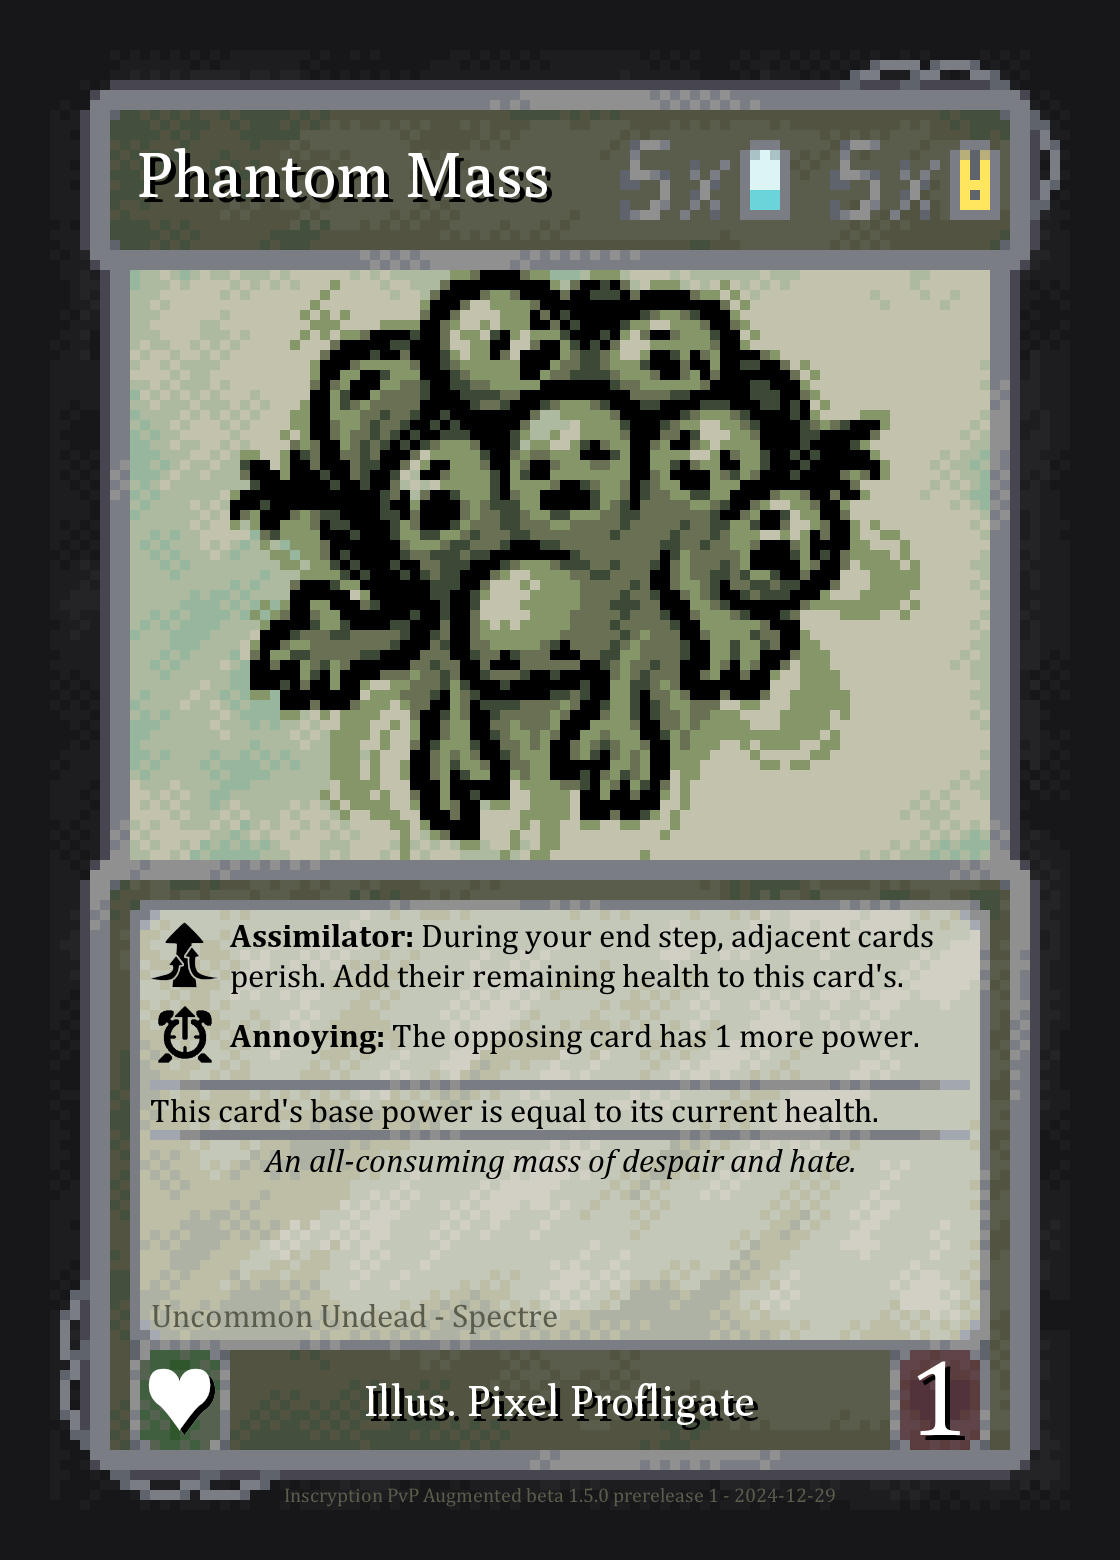 Phantom Mass 5x 5x
Assimilator: During your end step, adjacent cards
perish. Add their remaining health to this card's.
Annoying: The opposing card has 1 more power.
This card's base power is equal to its current health.
An all-consuming mass of despair and hate.
Uncommon Undead - Spectre
Illus. Pixel Profligate
1
Inscryption PvP Augmented beta 1.5.0 prerelease 1 - 2024-12-29